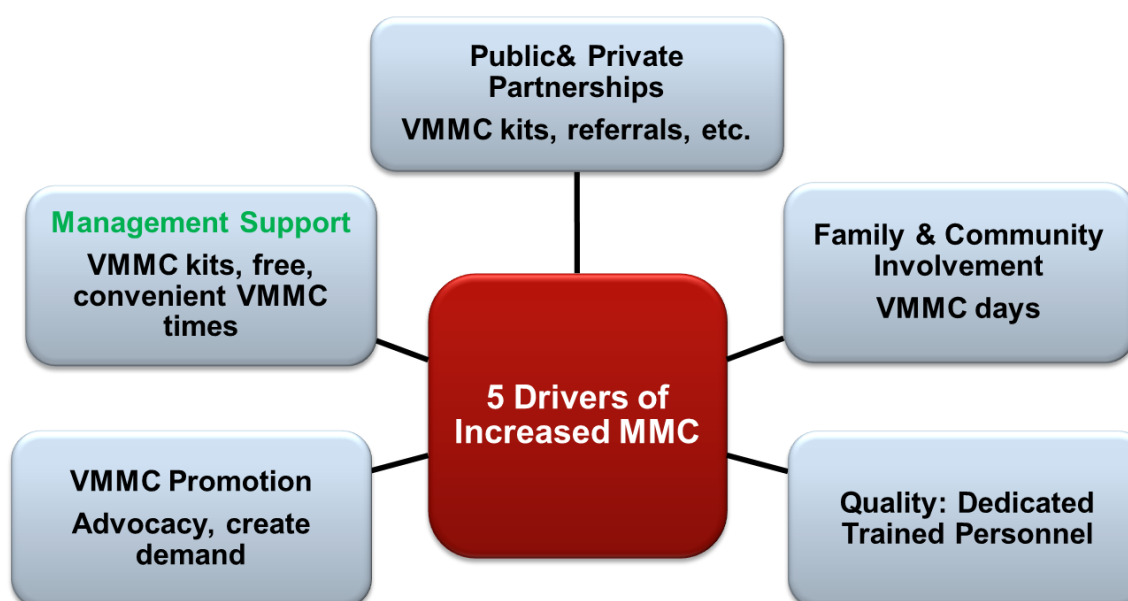 Public& Private
Partnerships
VMMC kits, referrals, etc.
Management Support
VMMC kits, free,
convenient VMMC
times
Family & Community
Involvement
VMMC days
5 Drivers of
Increased MMC
VMMC Promotion
Advocacy, create
demand
Quality: Dedicated
Trained Personnel